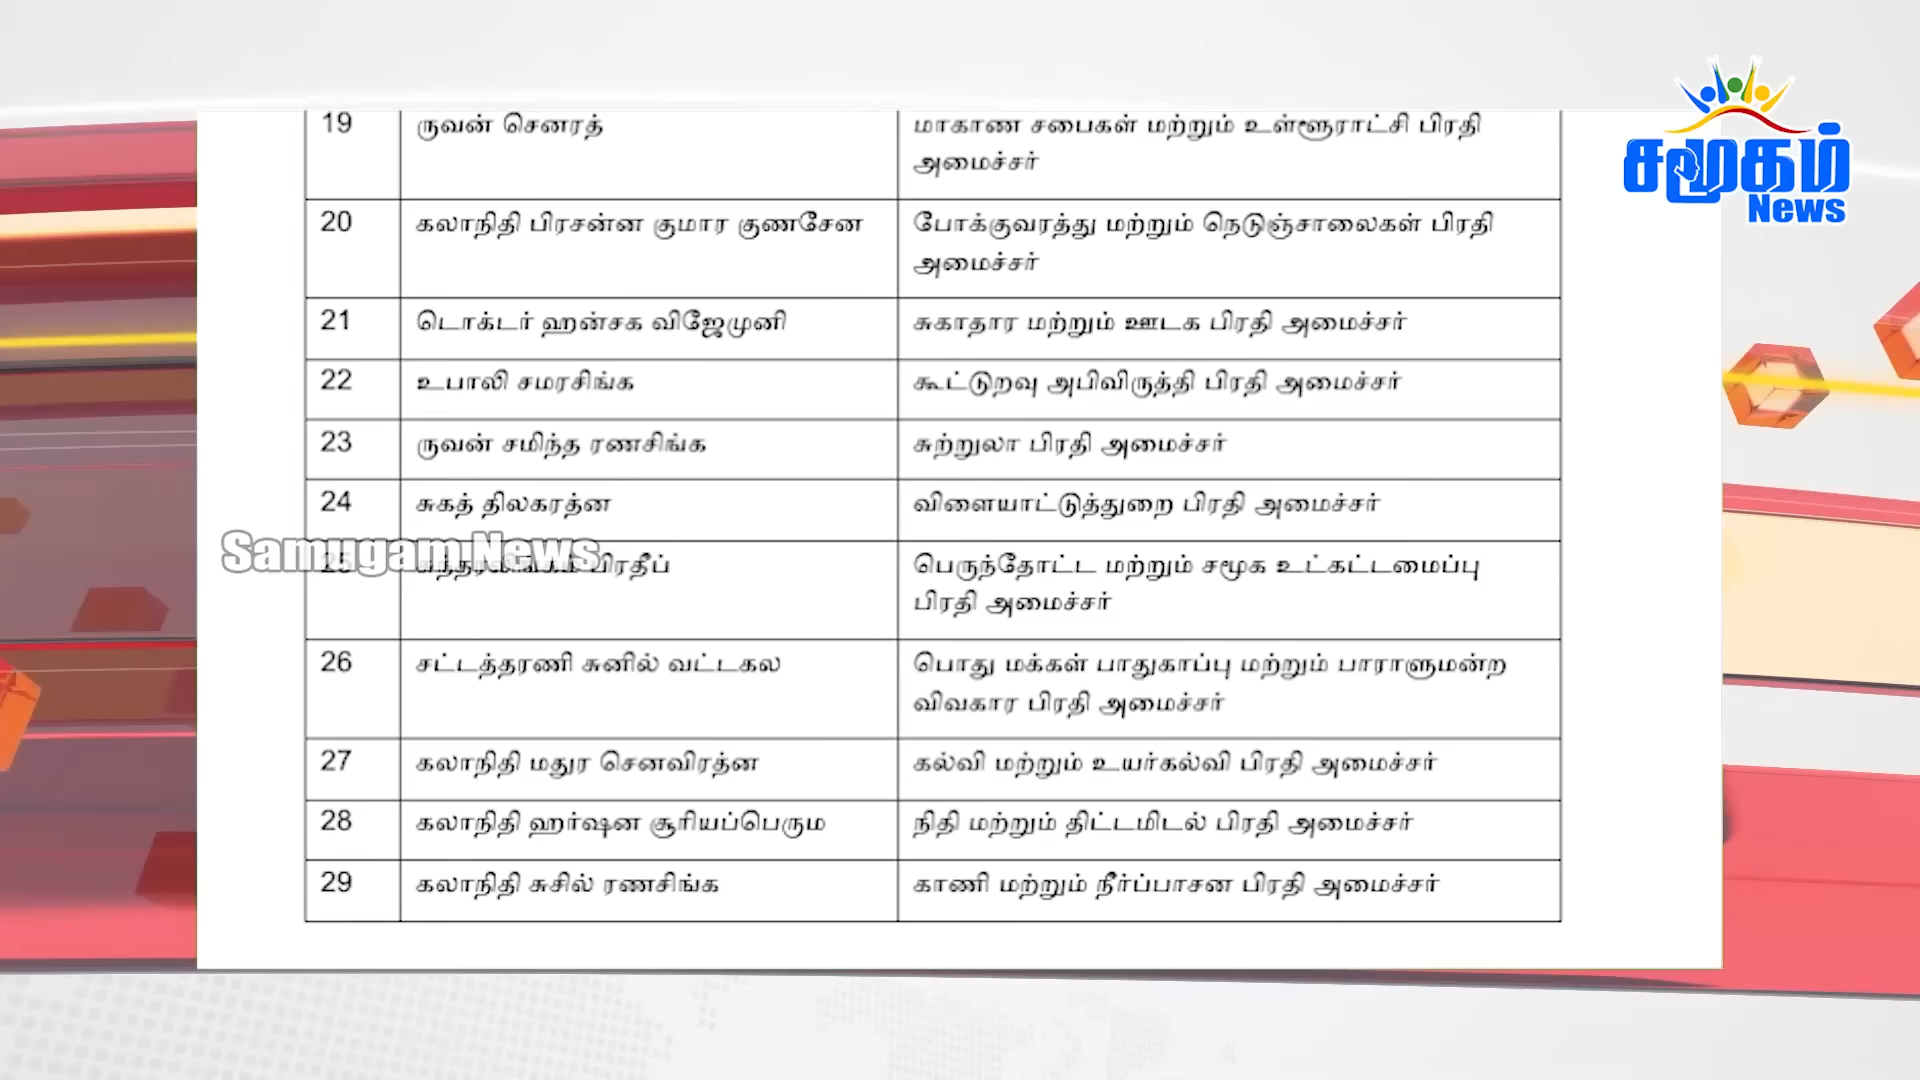 சமூகம்
News
19 ருவன் செனரத் மாகாண சபைகள் மற்றும் உள்ளூராட்சி பிரதி
அமைச்சர்
20 கலாநிதி பிரசன்ன குமார குணசேன போக்குவரத்து மற்றும் நெடுஞ்சாலைகள் பிரதி
அமைச்சர்
21 டொக்டர் ஹன்சக விஜேமுனி சுகாதார மற்றும் ஊடக பிரதி அமைச்சர்
22 உபாலி சமரசிங்க கூட்டுறவு அபிவிருத்தி பிரதி அமைச்சர்
23 ருவன் சமிந்த ரணசிங்க சுற்றுலா பிரதி அமைச்சர்
24 சுகத் திலகரத்ன விளையாட்டுத்துறை பிரதி அமைச்சர்
Samugam News
25 பிரதீப் பெருந்தோட்ட மற்றும் சமூக உட்கட்டமைப்பு
பிரதி அமைச்சர்
26 சட்டத்தரணி சுனில் வட்டகல பொது மக்கள் பாதுகாப்பு மற்றும் பாராளுமன்ற
விவகார பிரதி அமைச்சர்
27 கலாநிதி மதுர செனவிரத்ன கல்வி மற்றும் உயர்கல்வி பிரதி அமைச்சர்
28 கலாநிதி ஹர்ஷன சூரியப்பெரும நிதி மற்றும் திட்டமிடல் பிரதி அமைச்சர்
29 கலாநிதி சுசில் ரணசிங்க காணி மற்றும் நீர்ப்பாசன பிரதி அமைச்சர்